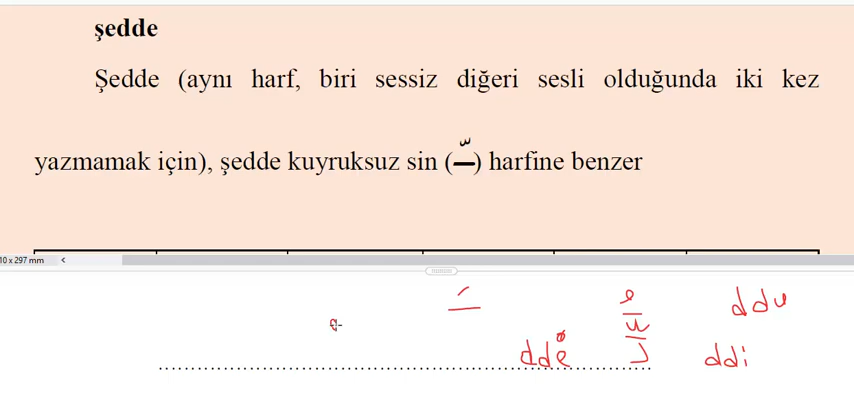 şedde
Şedde (aynı harf, biri sessiz diğeri sesli olduğunda iki kez
yazmamak için), şedde kuyruksuz sin (ـّ) harfine benzer
10 x 297 mm
ddu
dde ddi